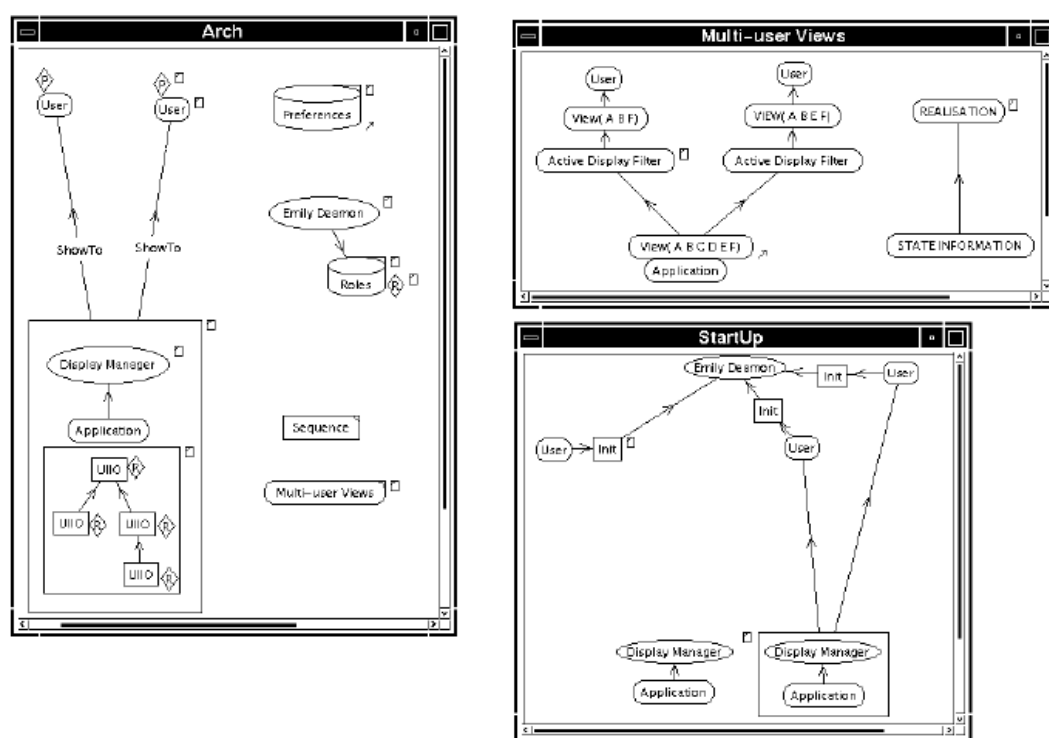 Arch
P
P
User
User
Preferences
Emily Deamon
ShowTo
ShowTo
Roles
R
Display Manager
Application
Sequence
UIIO
R
Multi-user Views
UIIO
R
UIIO
R
UIIO
R
Multi-user Views
User
User
View( A B F)
VIEW( A B E F)
REALISATION
Active Display Filter
Active Display Filter
View( A B C D E F)
Application
STATE INFORMATION
StartUp
Emily Deamon
Init
User
Init
User
Init
User
Display Manager
Display Manager
Application
Application